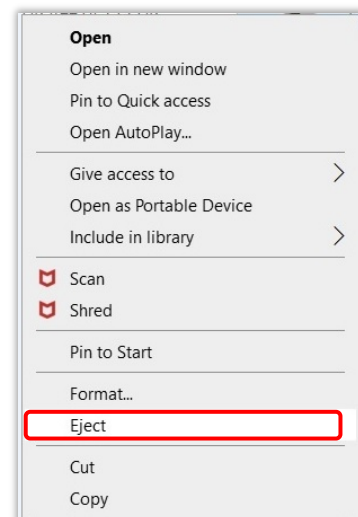 Open
Open in new window
Pin to Quick access
Open AutoPlay...
Give access to
Open as Portable Device
Include in library
Scan
Shred
Pin to Start
Format...
Eject
Cut
Copy